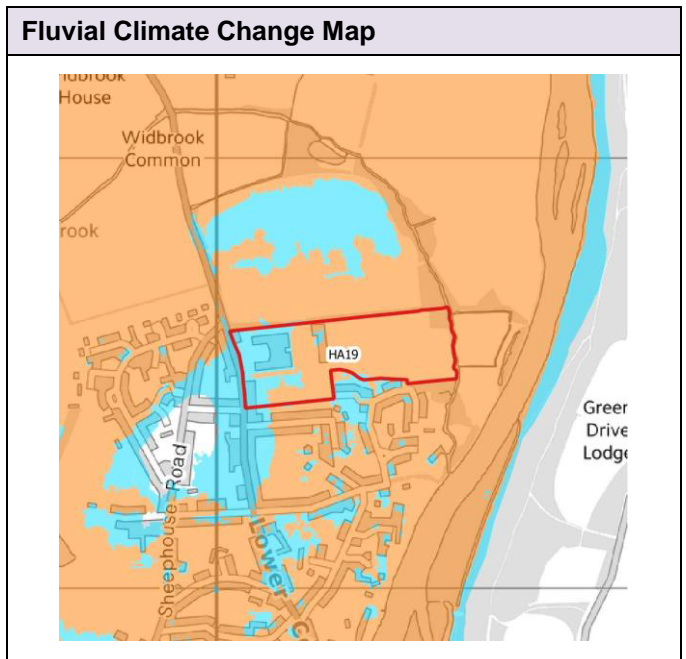 Fluvial Climate Change Map
House
Widbrook
Common
rook
HA19
Green
Drive
Lodge
Sheephouse Road
Lower